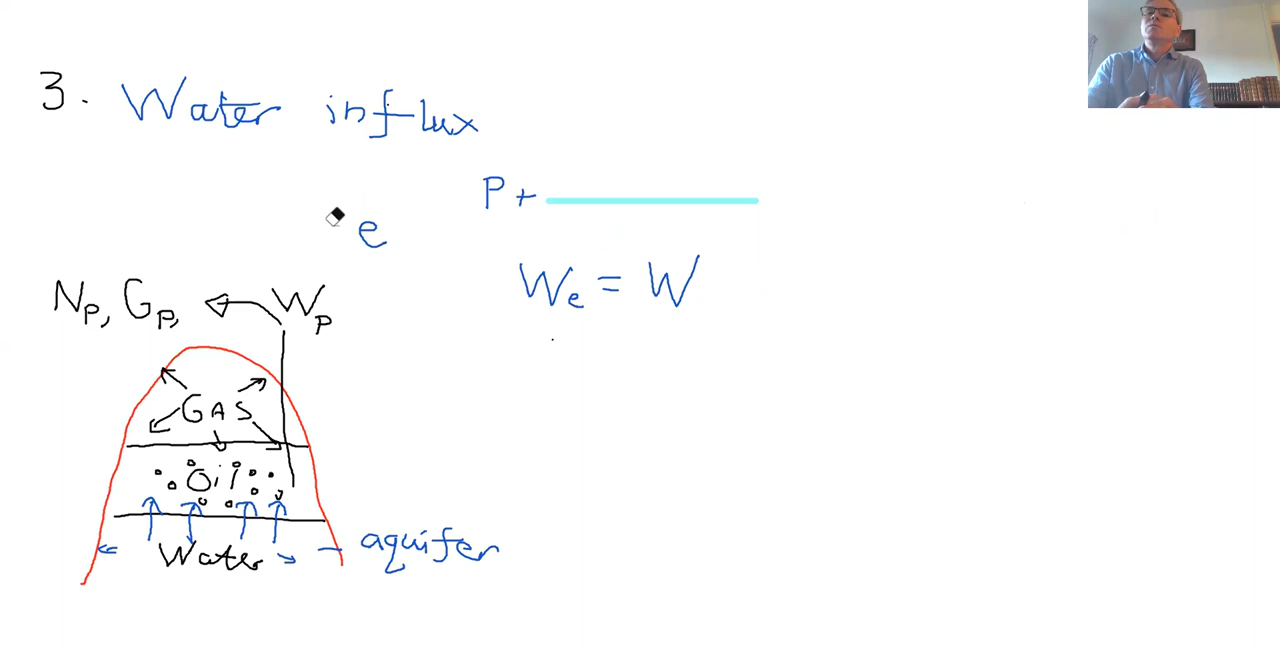 3. Water influx
P+
e
We = W
Np, Gp, Wp
GAS
Oil
Water
aquifer